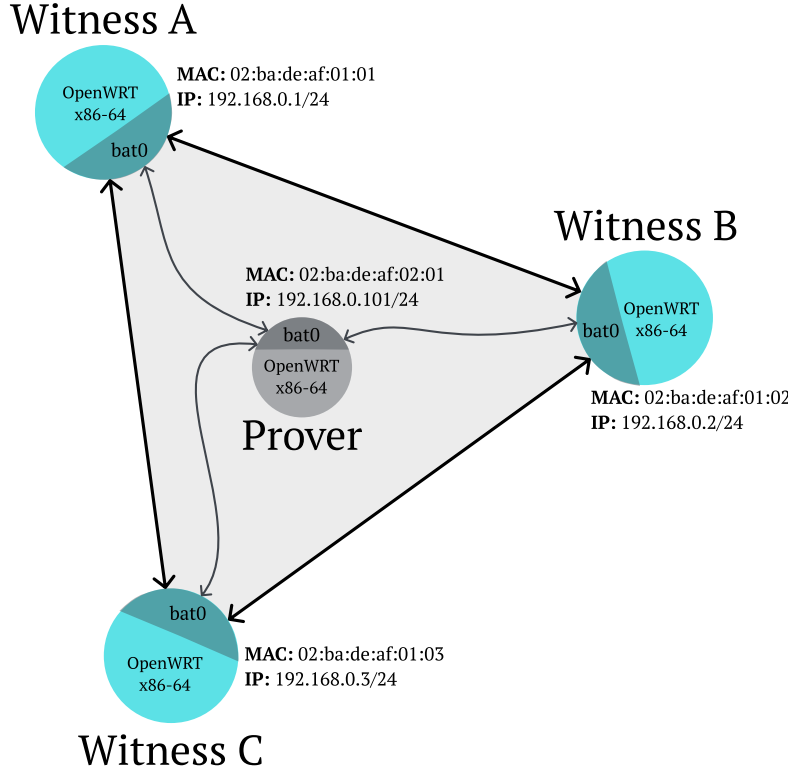 Witness A
MAC: 02:ba:de:af:01:01
IP: 192.168.0.1/24
OpenWRT
x86-64
bat0
Witness B
MAC: 02:ba:de:af:02:01
IP: 192.168.0.101/24
bat0
OpenWRT
x86-64
Prover
bat0
OpenWRT
x86-64
MAC: 02:ba:de:af:01:02
IP: 192.168.0.2/24
bat0
OpenWRT
x86-64
MAC: 02:ba:de:af:01:03
IP: 192.168.0.3/24
Witness C